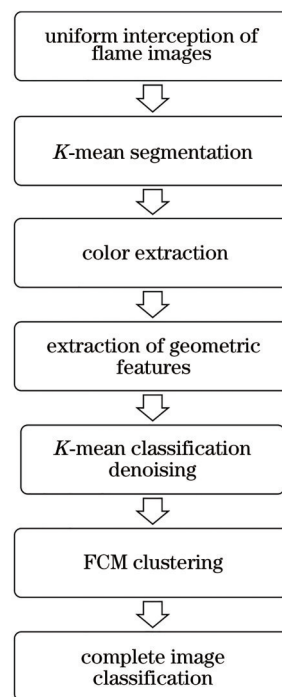 uniform interception of
flame images
K-mean segmentation
color extraction
extraction of geometric
features
K-mean classification
denoising
FCM clustering
complete image
classification